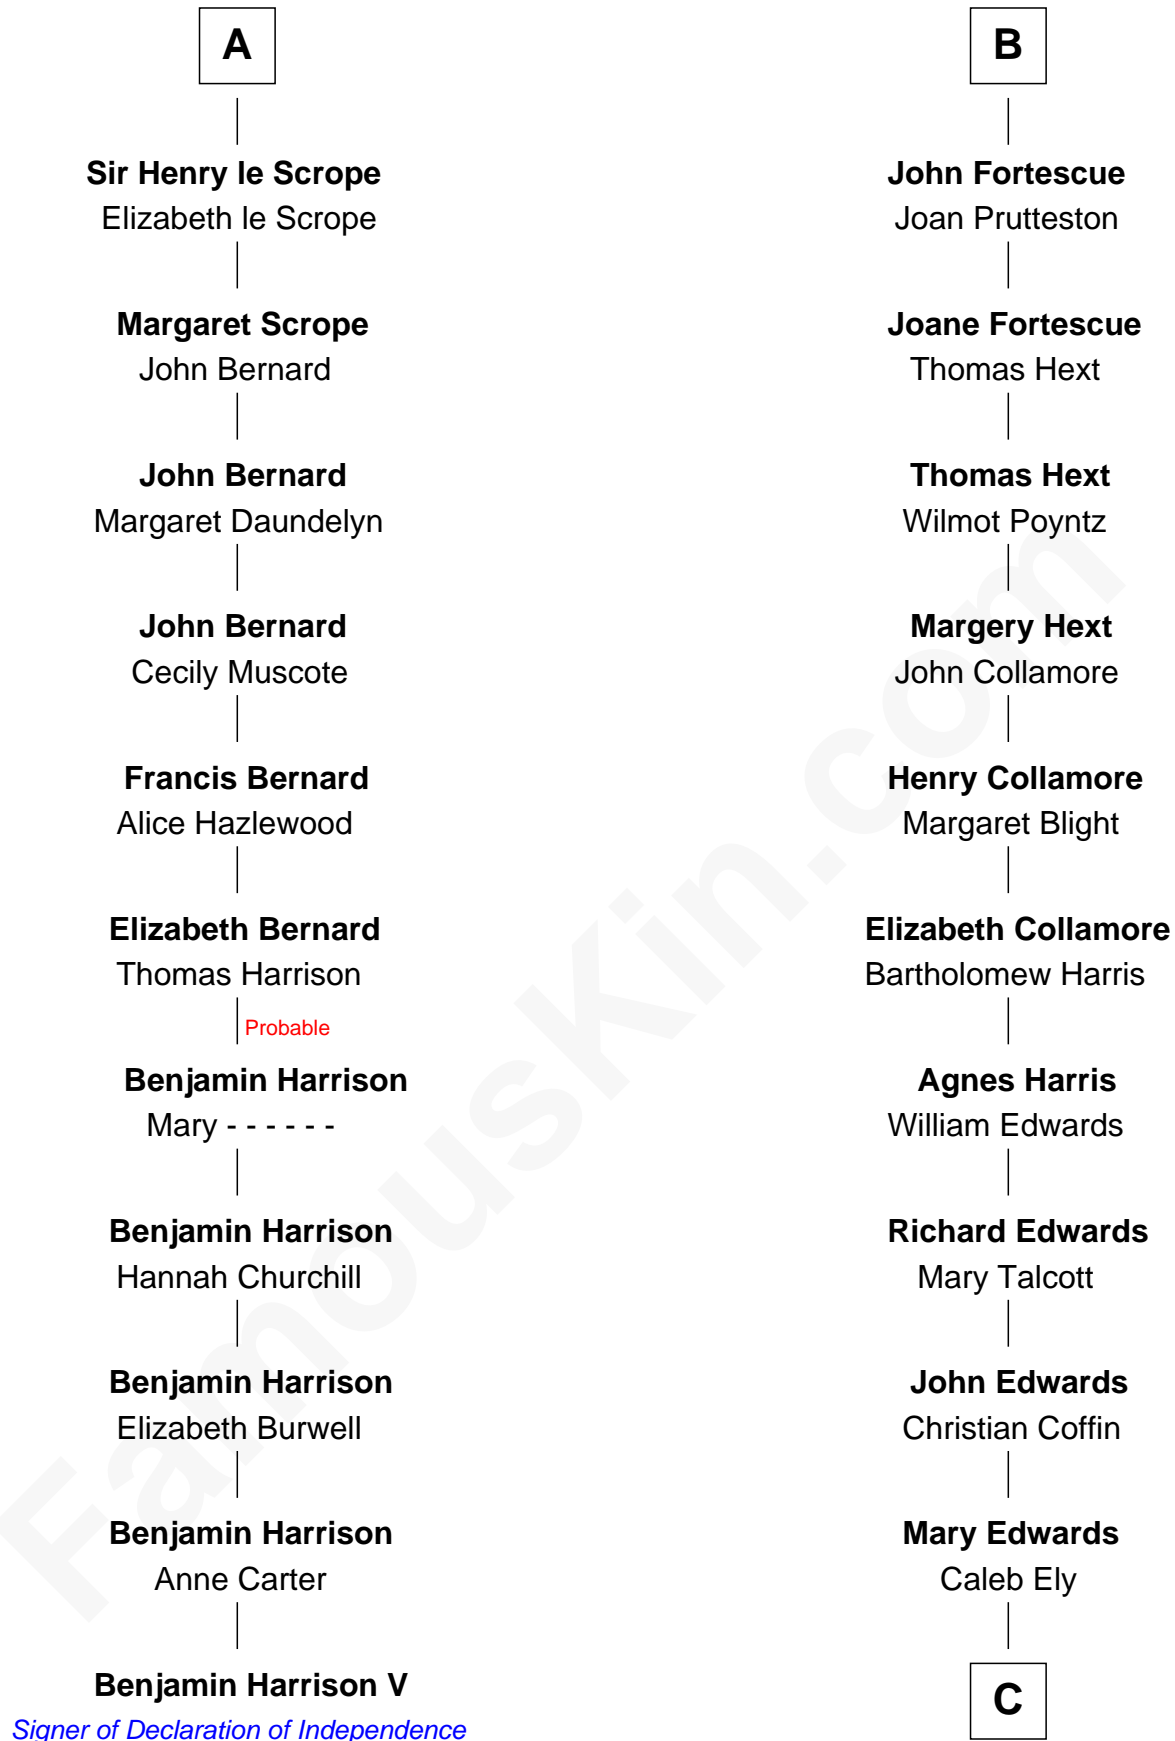 A
Sir Henry le Scrope
Elizabeth le Scrope
Margaret Scrope
John Bernard
John Bernard
Margaret Daundelyn
John Bernard
Cecily Muscote
Francis Bernard
Alice Hazlewood
Elizabeth Bernard
Thomas Harrison
Probable
Benjamin Harrison
Mary - - - - - -
Benjamin Harrison
Hannah Churchill
Benjamin Harrison
Elizabeth Burwell
Benjamin Harrison
Anne Carter
Benjamin Harrison V
Signer of Declaration of Independence
B
John Fortescue
Joan Prutteston
Joane Fortescue
Thomas Hext
Thomas Hext
Wilmot Poyntz
Margery Hext
John Collamore
Henry Collamore
Margaret Blight
Elizabeth Collamore
Bartholomew Harris
Agnes Harris
William Edwards
Richard Edwards
Mary Talcott
John Edwards
Christian Coffin
Mary Edwards
Caleb Ely
C
FamousKin.com